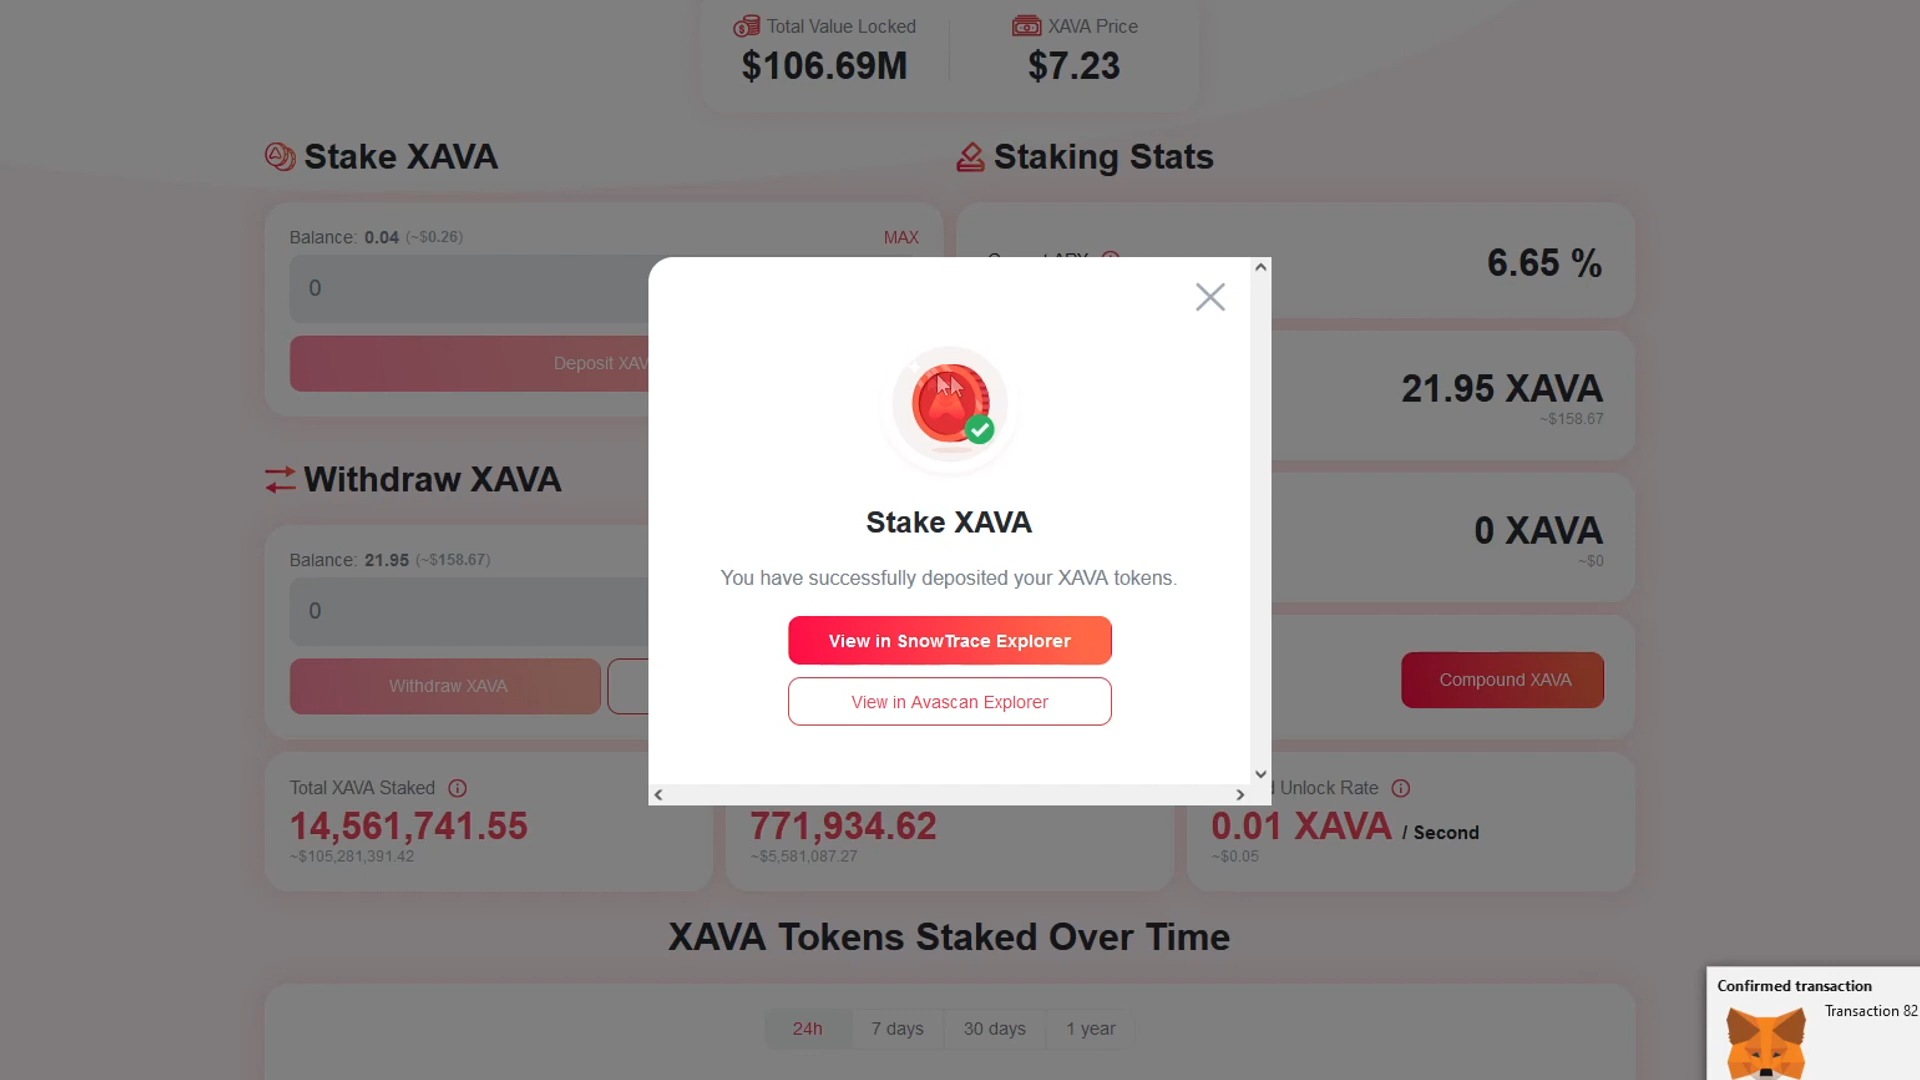 Total Value Locked
$106.69M
XAVA Price
$7.23
Stake XAVA
Balance: 0.04 (~$0.26)
MAX
0
Deposit XAV
Staking Stats
6.65 %
21.95 XAVA
~$158.67
0 XAVA
~$0
Compound XAVA
Withdraw XAVA
Balance: 21.95 (~$158.67)
0
Withdraw XAVA
Stake XAVA
You have successfully deposited your XAVA tokens.
View in SnowTrace Explorer
View in Avascan Explorer
Total XAVA Staked
14,561,741.55
~$105,281,391.42
771,934.62
~$5,581,087.27
Unlock Rate
0.01 XAVA / Second
~$0.05
XAVA Tokens Staked Over Time
24h
7 days
30 days
1 year
Confirmed transaction
Transaction 82